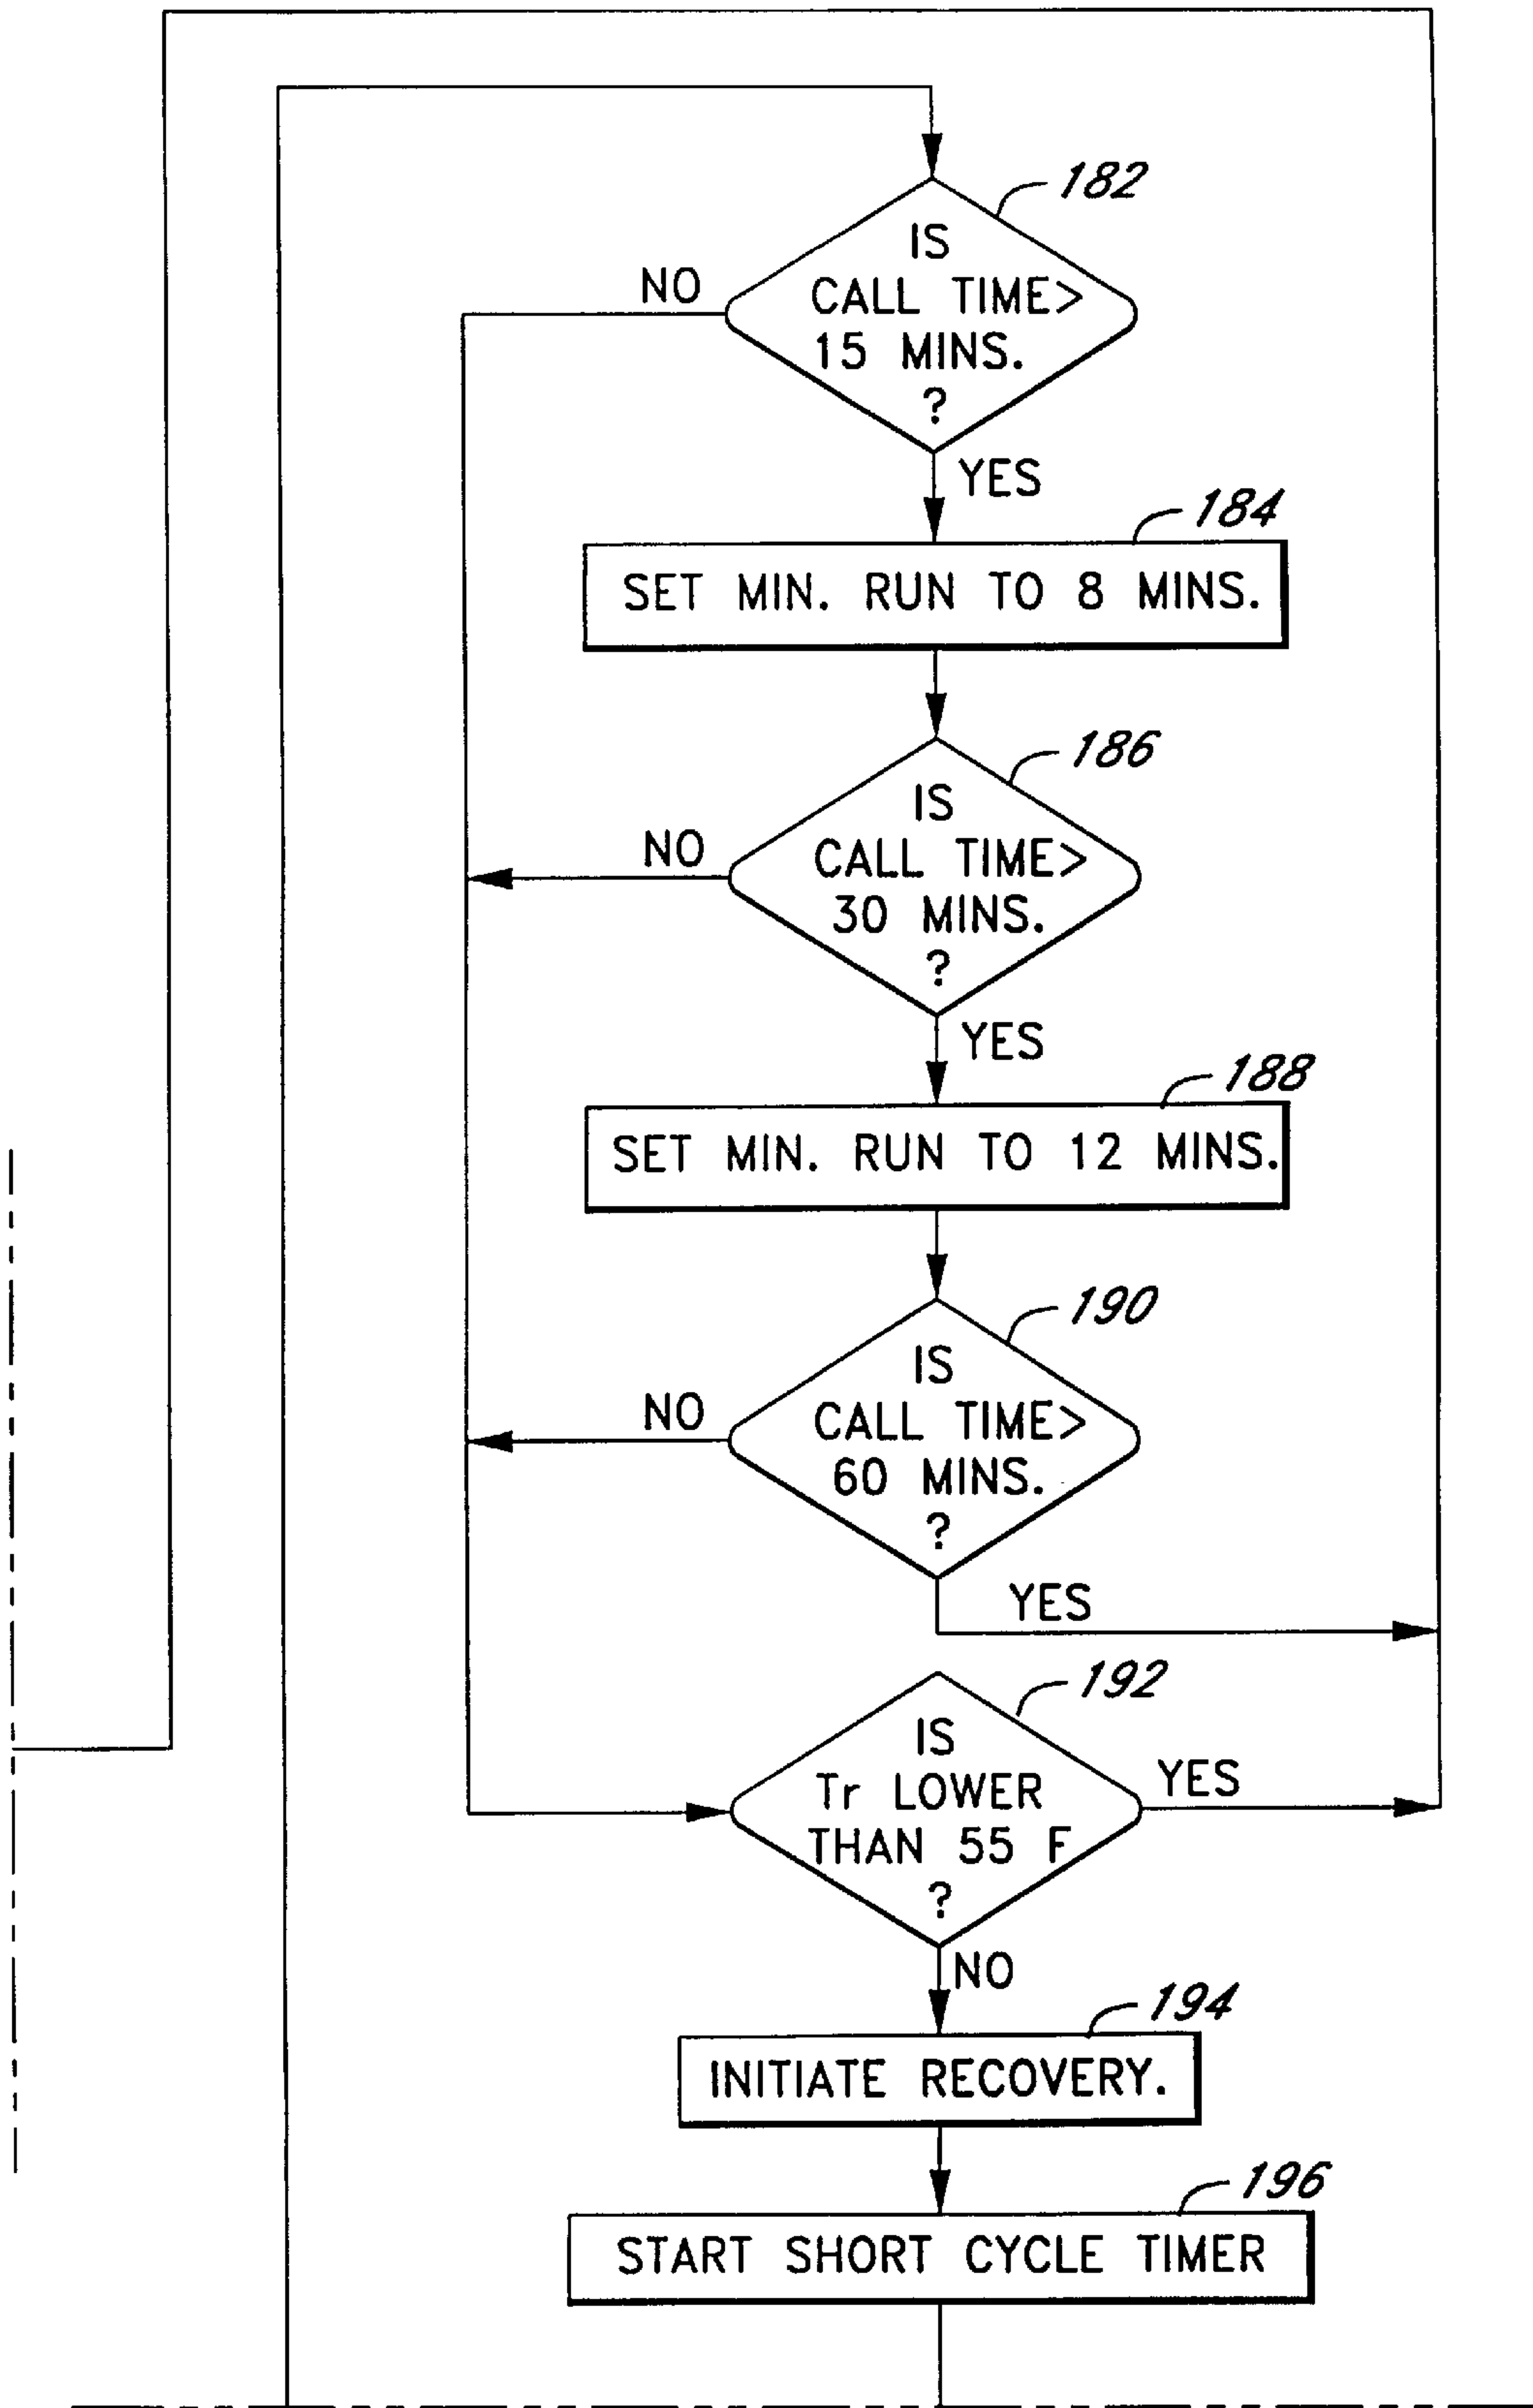 182
IS
CALL TIME>
15 MINS.
?
NO
YES
184
SET MIN. RUN TO 8 MINS.
186
IS
CALL TIME>
30 MINS.
?
NO
YES
188
SET MIN. RUN TO 12 MINS.
190
IS
CALL TIME>
60 MINS.
?
NO
YES
192
IS
Tr LOWER
THAN 55 F
?
YES
NO
194
INITIATE RECOVERY.
196
START SHORT CYCLE TIMER